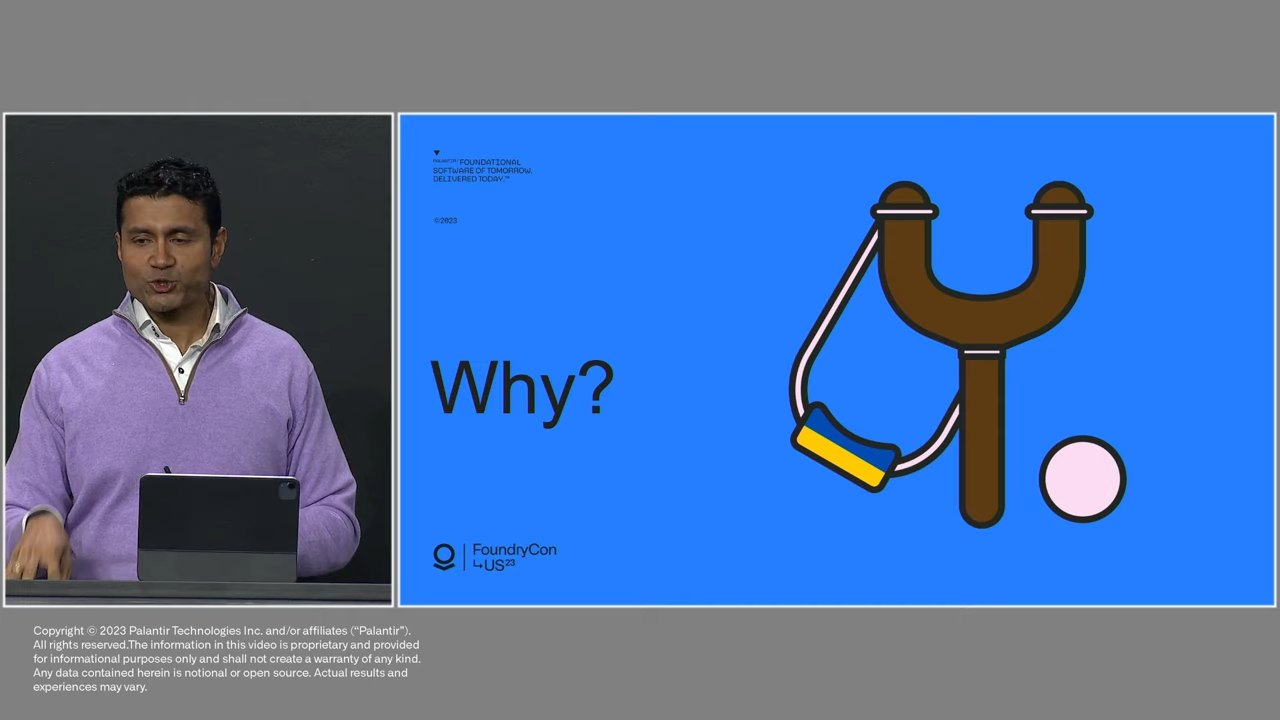 PALANTIR: FOUNDATIONAL
SOFTWARE OF TOMORROW.
DELIVERED TODAY.™
©2023
Why?
FoundryCon
↳US23
Copyright © 2023 Palantir Technologies Inc. and/or affiliates (“Palantir”).
All rights reserved.The information in this video is proprietary and provided
for informational purposes only and shall not create a warranty of any kind.
Any data contained herein is notional or open source. Actual results and
experiences may vary.